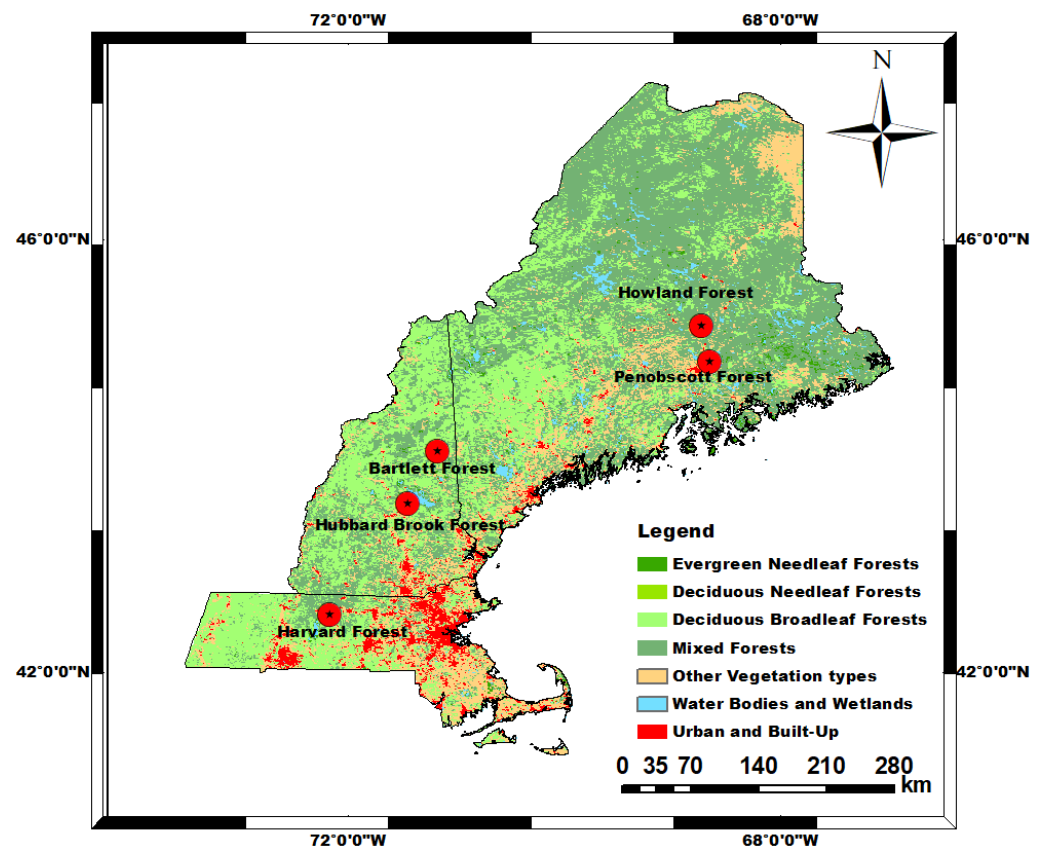 72°0'0"W 68°0'0"W
N
46°0'0"N 46°0'0"N
Howland Forest
Penobscott Forest
Bartlett Forest
Hubbard Brook Forest
Harvard Forest
Legend
Evergreen Needleaf Forests
Deciduous Needleaf Forests
Deciduous Broadleaf Forests
Mixed Forests
Other Vegetation types
Water Bodies and Wetlands
Urban and Built-Up
42°0'0"N 42°0'0"N
0 35 70 140 210 280
km
72°0'0"W 68°0'0"W